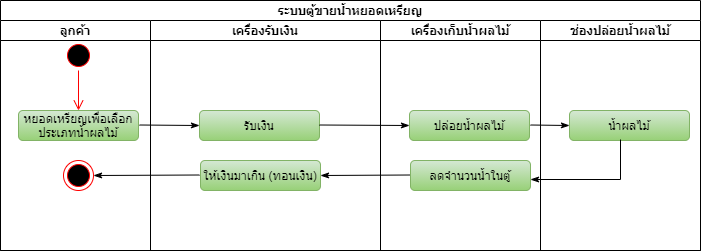 ระบบตู้ขายน้ำหยอดเหรียญ
ลูกค้า
เครื่องรับเงิน
เครื่องเก็บน้ำผลไม้
ช่องปล่อยน้ำผลไม้
หยอดเหรียญเพื่อเลือก
ประเภทน้ำผลไม้
รับเงิน
ปล่อยน้ำผลไม้
น้ำผลไม้
ให้เงินมาเกิน (ทอนเงิน)
ลดจำนวนน้ำในตู้